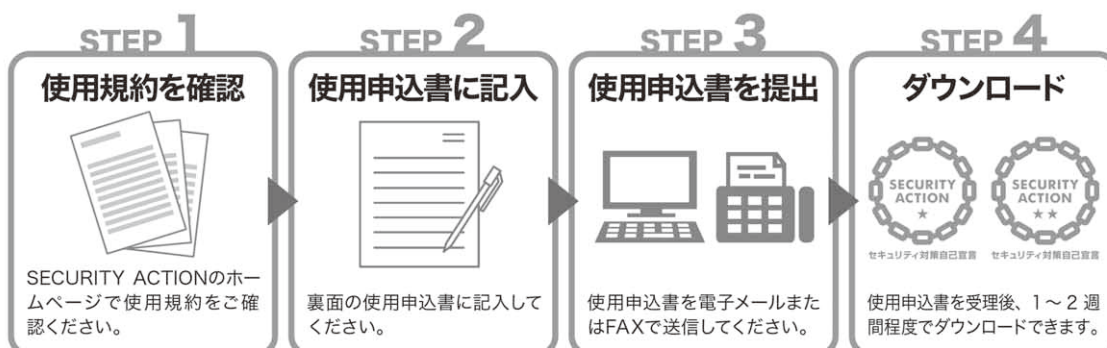 STEP 1
使用規約を確認
SECURITY ACTIONのホー
ムページで使用規約をご確
認ください。
STEP 2
使用申込書に記入
裏面の使用申込書に記入して
ください。
STEP 3
使用申込書を提出
使用申込書を電子メールまた
はFAXで送信してください。
STEP 4
ダウンロード
SECURITY
ACTION
★
セキュリティ対策自己宣言
SECURITY
ACTION
★★
セキュリティ対策自己宣言
使用申込書を受理後、1～2 週
間程度でダウンロードできます。